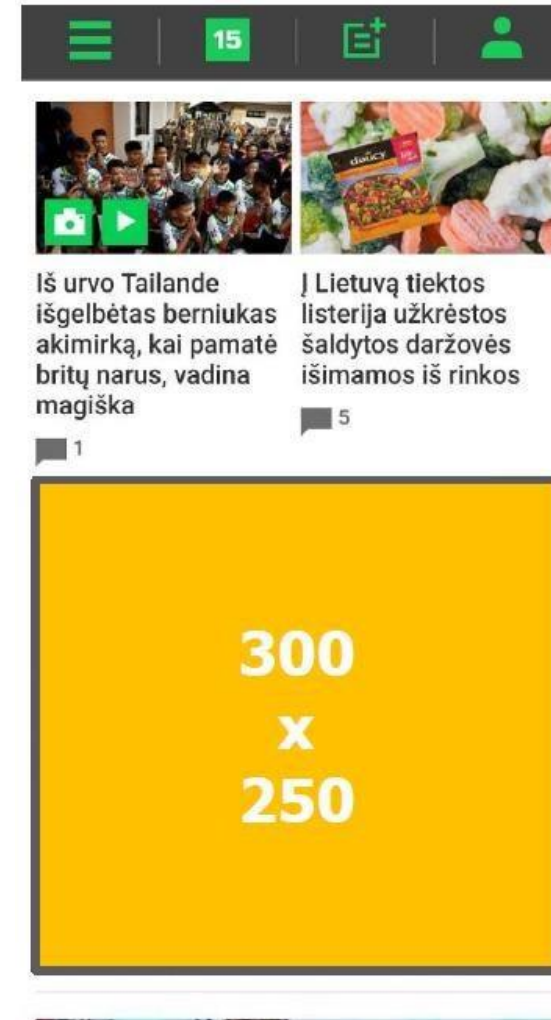 15
Iš urvo Tailande
išgelbėtas berniukas
akimirką, kai pamatė
britų narus, vadina
magiška
1
daucy
Į Lietuvą tiektos
listerija užkrėstos
šaldytos daržovės
išimamos iš rinkos
5
300
x
250